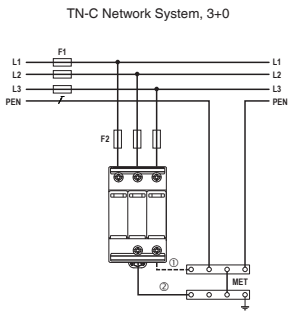 TN-C Network System, 3+0
F1
L1 L1
L2 L2
L3 L3
PEN PEN
F2
①
MET
②